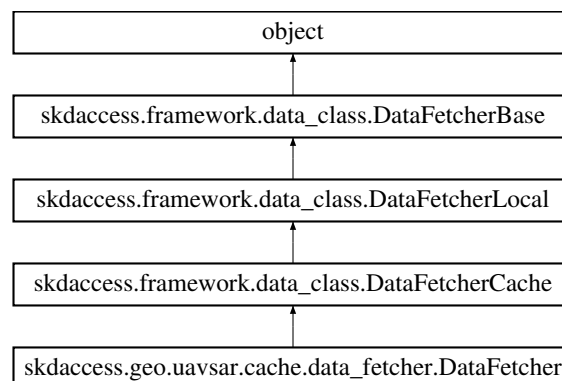 object
skdaccess.framework.data_class.DataFetcherBase
skdaccess.framework.data_class.DataFetcherLocal
skdaccess.framework.data_class.DataFetcherCache
skdaccess.geo.uavsar.cache.data_fetcher.DataFetcher